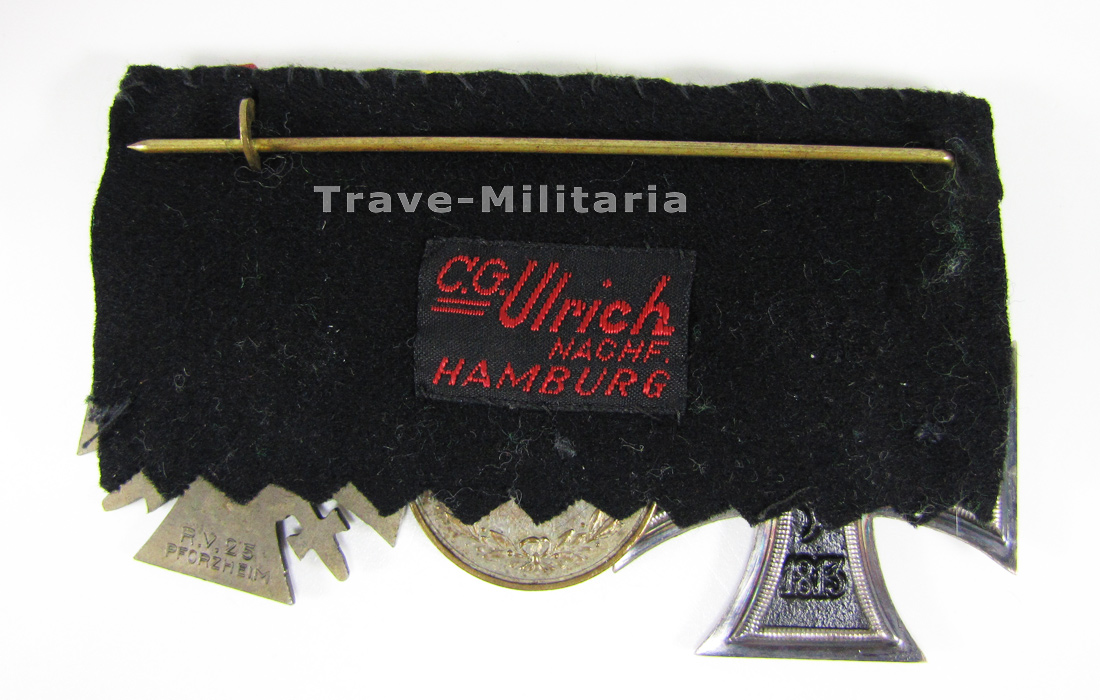 Trave-Militaria
C.G. Ulrich
NACHF.
HAMBURG
R.V. 25
PFORZHEIM
1813